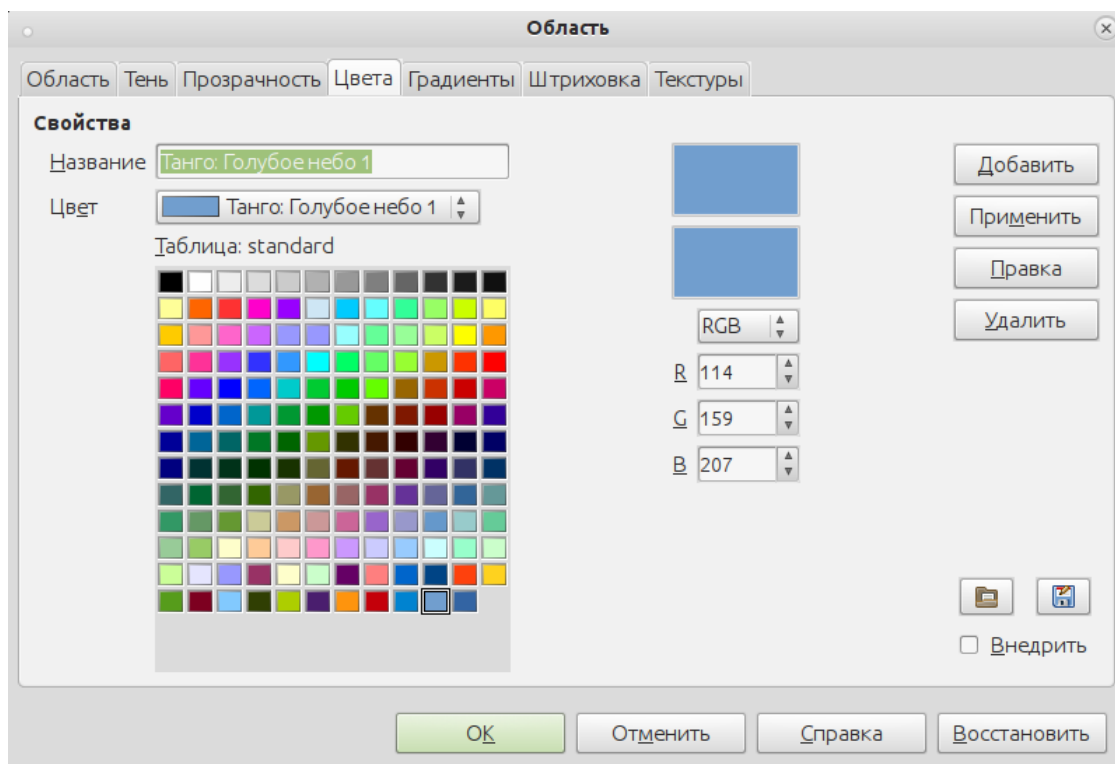 Область
Область Тень Прозрачность Цвета Градиенты Штриховка Текстуры
Свойства
Название Танго: Голубое небо 1
Добавить
Цвет Танго: Голубое небо 1
Применить
Таблица: standard
Правка
Удалить
RGB
R 114
G 159
B 207
Внедрить
OK Отменить Справка Восстановить